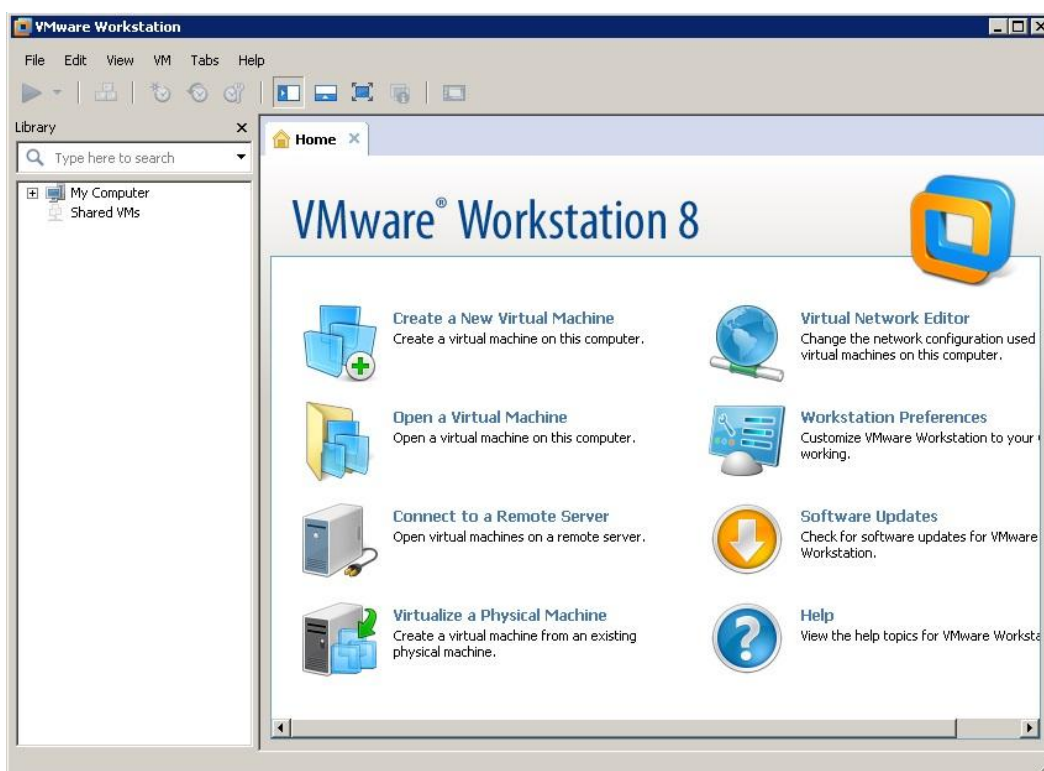 VMware Workstation
File Edit View VM Tabs Help
Library
Type here to search
My Computer
Shared VMs
Home
VMware® Workstation 8
Create a New Virtual Machine
Create a virtual machine on this computer.
Open a Virtual Machine
Open a virtual machine on this computer.
Connect to a Remote Server
Open virtual machines on a remote server.
Virtualize a Physical Machine
Create a virtual machine from an existing
physical machine.
Virtual Network Editor
Change the network configuration used
virtual machines on this computer.
Workstation Preferences
Customize VMware Workstation to your
working.
Software Updates
Check for software updates for VMware
Workstation.
Help
View the help topics for VMware